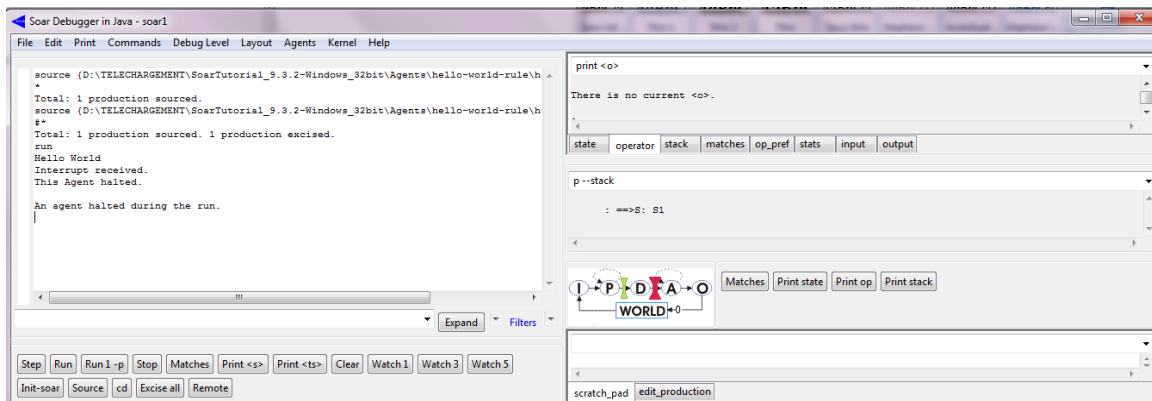 Soar Debugger in Java - soar1
File Edit Print Commands Debug Level Layout Agents Kernel Help
source {D:\TELECHARGEMENT\SoarTutorial_9.3.2-Windows_32bit\Agents\hello-world-rule\h
*
Total: 1 production sourced.
source {D:\TELECHARGEMENT\SoarTutorial_9.3.2-Windows_32bit\Agents\hello-world-rule\h
#*
Total: 1 production sourced. 1 production excised.
run
Hello World
Interrupt received.
This Agent halted.
An agent halted during the run.
Expand Filters
Step Run Run 1 -p Stop Matches Print <s> Print <ts> Clear Watch 1 Watch 3 Watch 5
Init-soar Source cd Excise all Remote
print <o>
There is no current <o>.
state operator stack matches op_pref stats input output
p --stack
: ==>S: S1
I P D A O
WORLD 0
Matches Print state Print op Print stack
scratch_pad edit_production